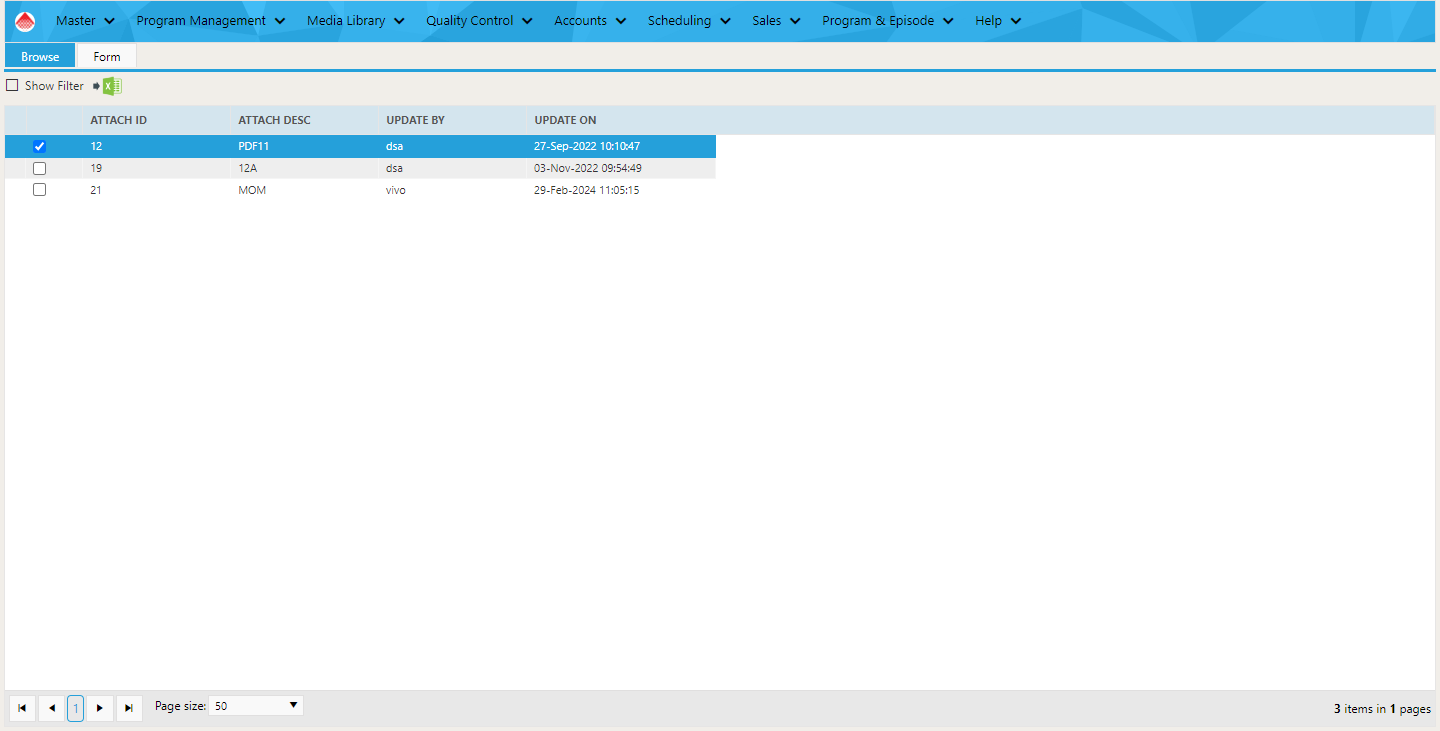 Master Program Management Media Library Quality Control Accounts Scheduling Sales Program & Episode Help
Browse Form
Show Filter
ATTACH ID ATTACH DESC UPDATE BY UPDATE ON
12 PDF11 dsa 27-Sep-2022 10:10:47
19 12A dsa 03-Nov-2022 09:54:49
21 MOM vivo 29-Feb-2024 11:05:15
1 Page size: 50 3 items in 1 pages